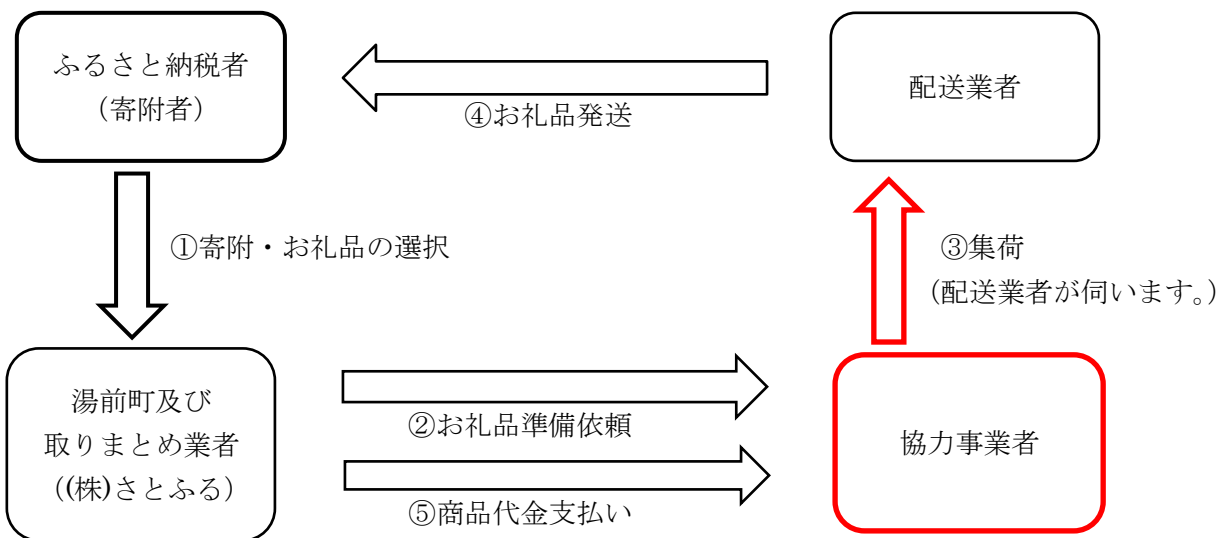 ふるさと納税者
（寄附者）
配送業者
④お礼品発送
①寄附・お礼品の選択
③集荷
（配送業者が伺います。）
湯前町及び
取りまとめ業者
（(株)さとふる）
②お礼品準備依頼
⑤商品代金支払い
協力事業者